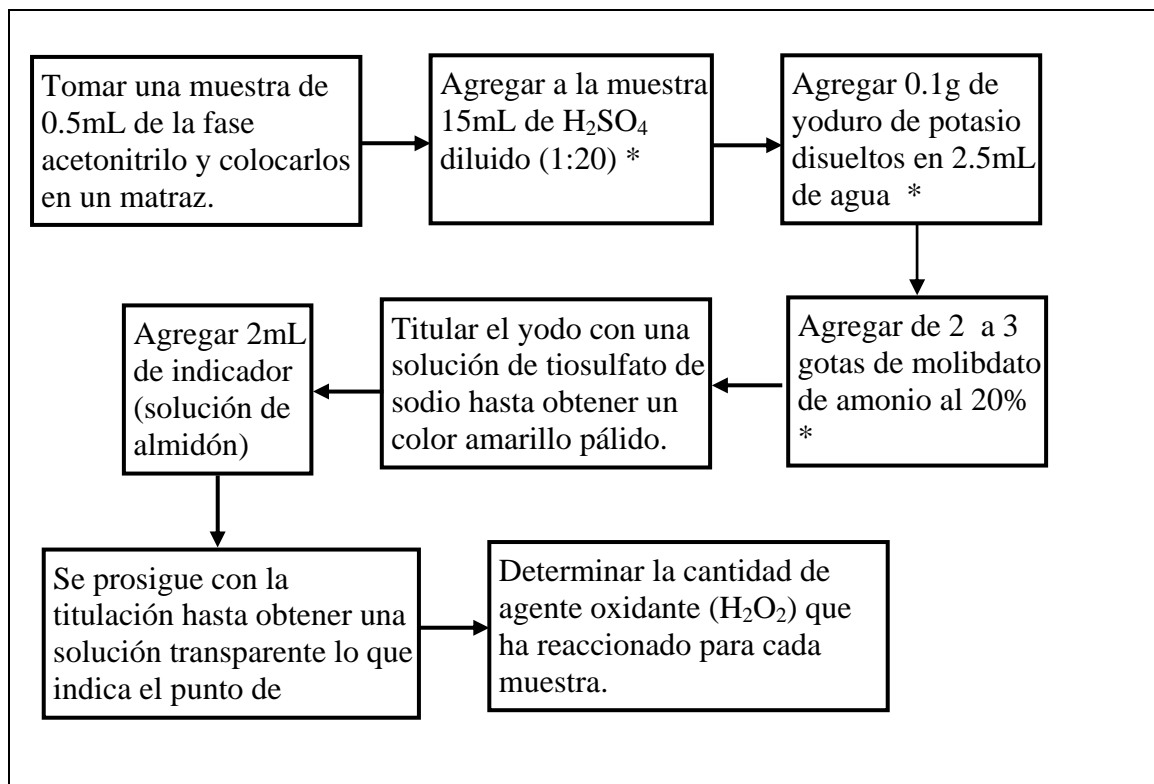 Tomar una muestra de
0.5mL de la fase
acetonitrilo y colocarlos
en un matraz.
Agregar a la muestra
15mL de H₂SO₄
diluido (1:20) *
Agregar 0.1g de
yoduro de potasio
disueltos en 2.5mL
de agua *
Agregar de 2 a 3
gotas de molibdato
de amonio al 20%
*
Titular el yodo con una
solución de tiosulfato de
sodio hasta obtener un
color amarillo pálido.
Agregar 2mL
de indicador
(solución de
almidón)
Se prosigue con la
titulación hasta obtener una
solución transparente lo que
indica el punto de
Determinar la cantidad de
agente oxidante (H₂O₂) que
ha reaccionado para cada
muestra.